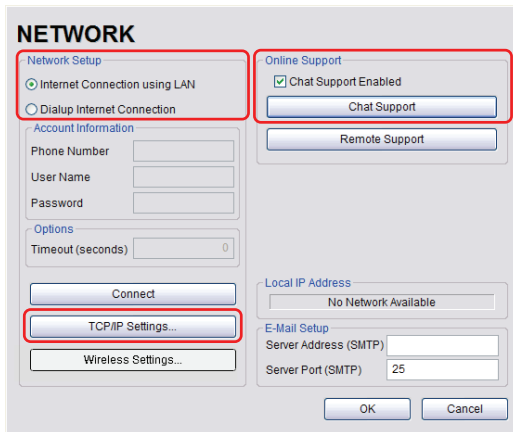 NETWORK
Network Setup
Internet Connection using LAN
Dialup Internet Connection
Account Information
Phone Number
User Name
Password
Options
Timeout (seconds) 0
Connect
TCP/IP Settings...
Wireless Settings...
Online Support
Chat Support Enabled
Chat Support
Remote Support
Local IP Address
No Network Available
E-Mail Setup
Server Address (SMTP)
Server Port (SMTP) 25
OK Cancel